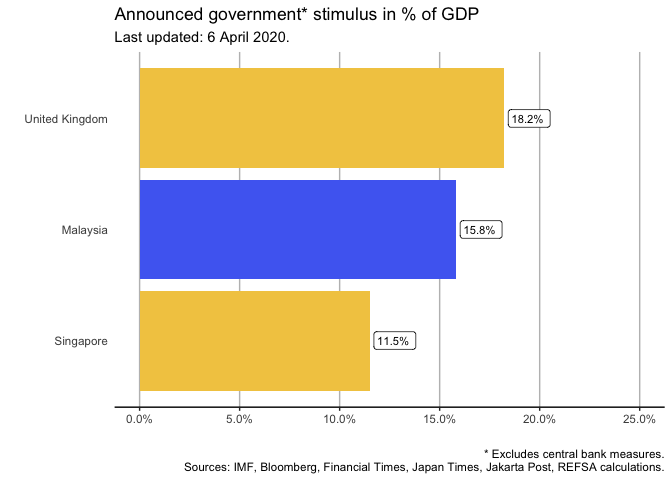 Announced government* stimulus in % of GDP
Last updated: 6 April 2020.
United Kingdom
18.2%
Malaysia
15.8%
Singapore
11.5%
0.0% 5.0% 10.0% 15.0% 20.0% 25.0%
* Excludes central bank measures.
Sources: IMF, Bloomberg, Financial Times, Japan Times, Jakarta Post, REFSA calculations.